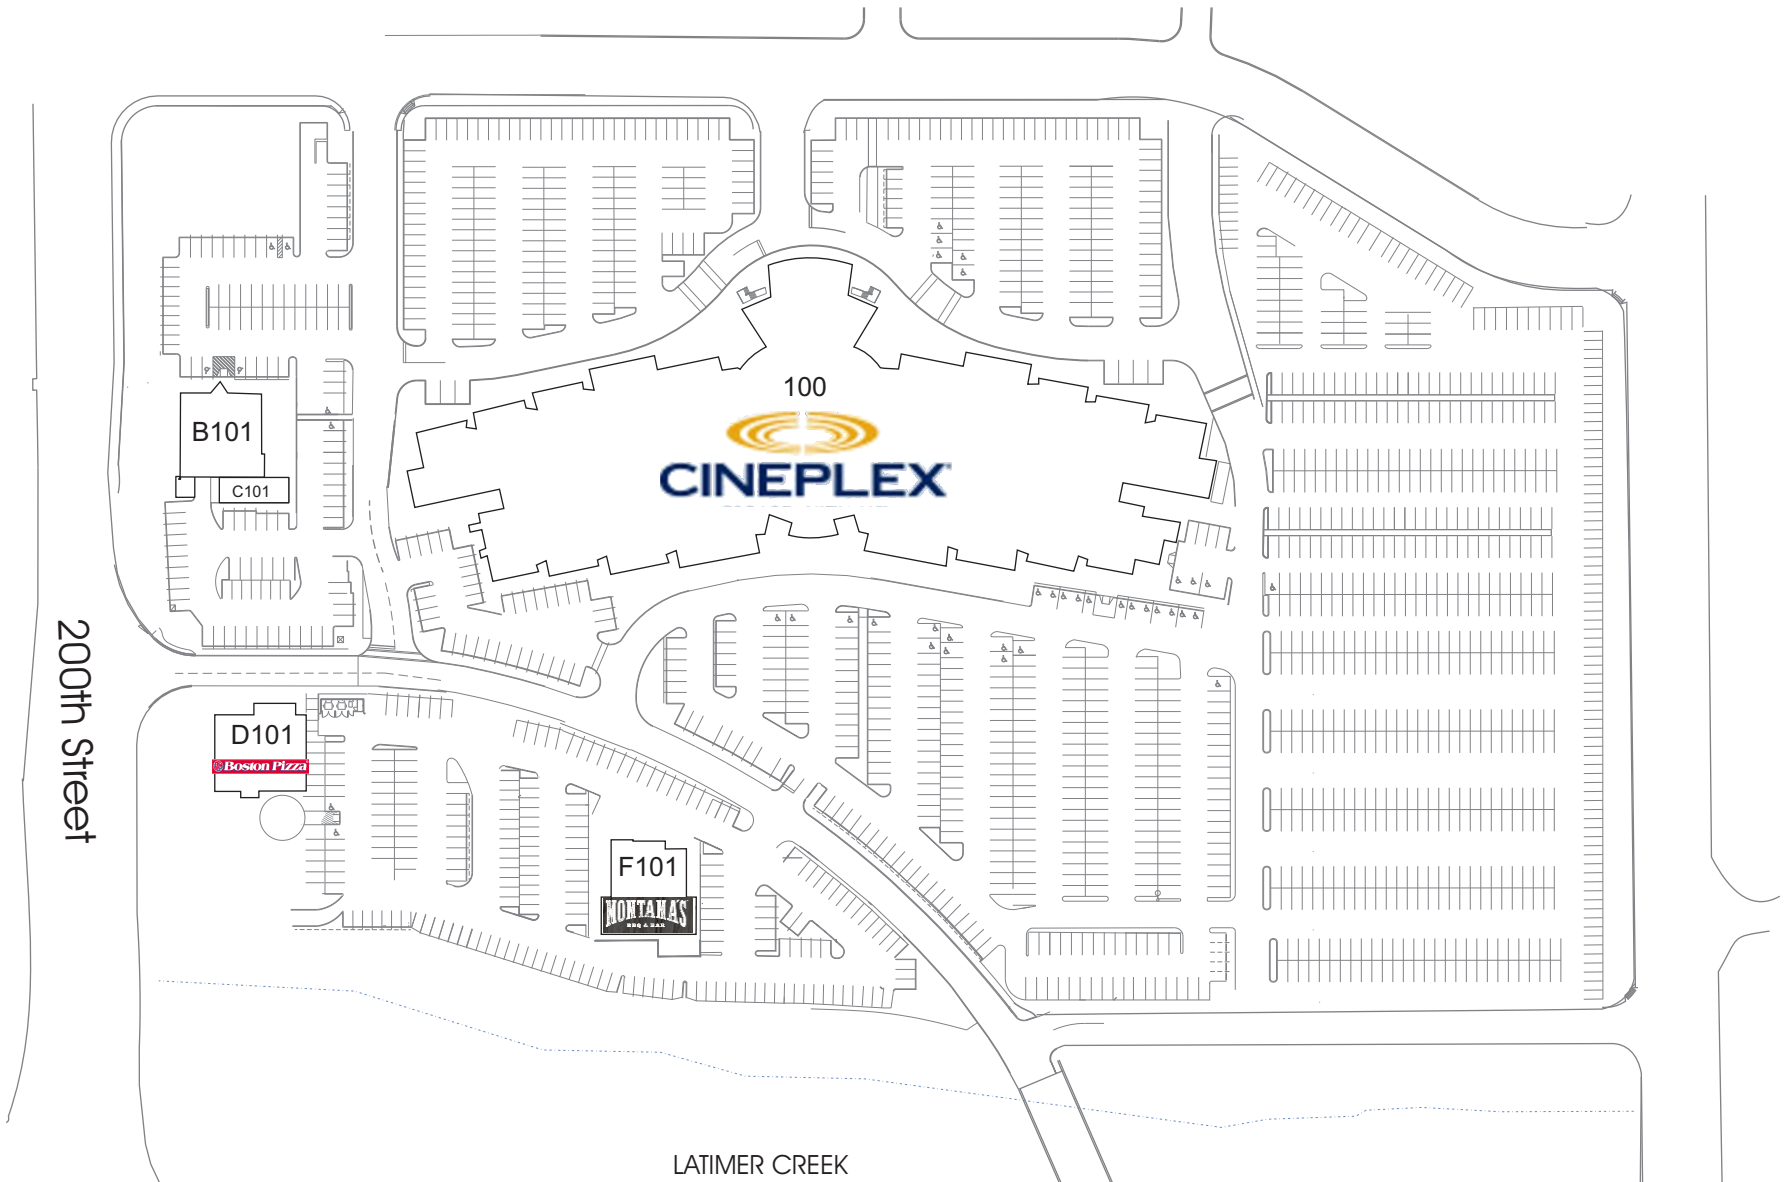 100
CINEPLEX
B101
C101
200th Street
D101
Boston Pizza
F101
MONTANA'S
BBQ & BAR
LATIMER CREEK